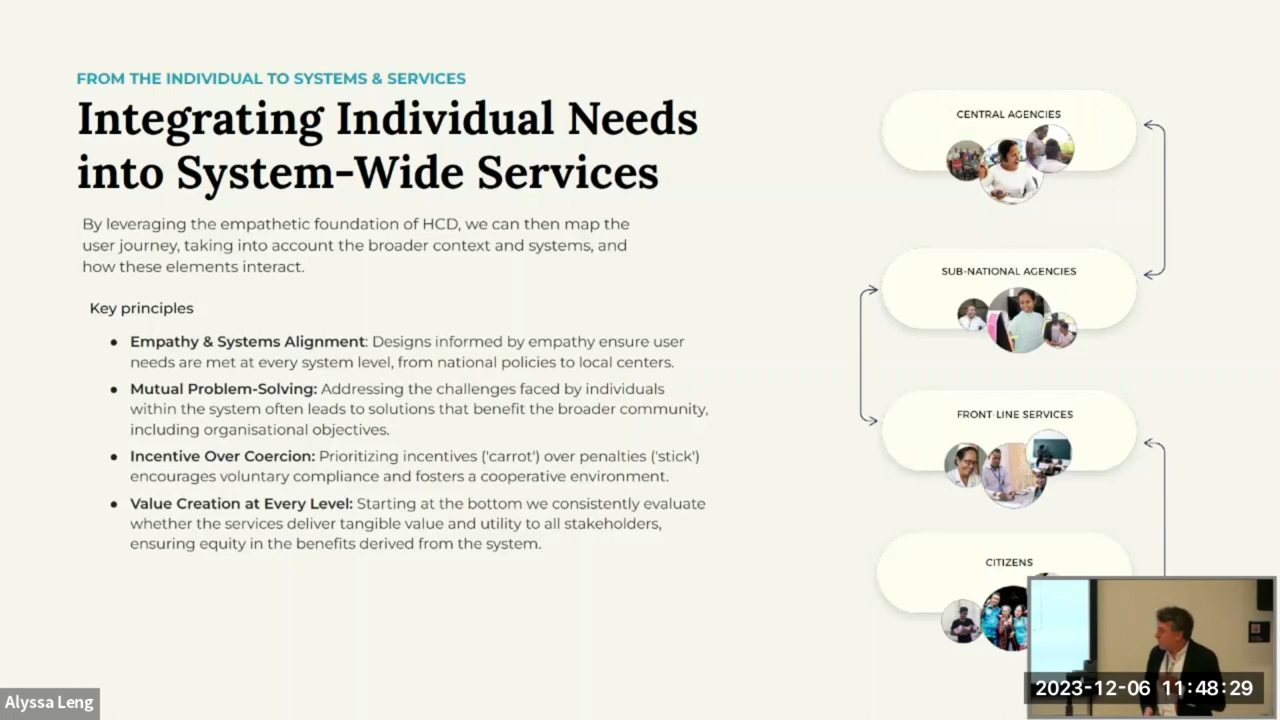 FROM THE INDIVIDUAL TO SYSTEMS & SERVICES
Integrating Individual Needs
into System-Wide Services
By leveraging the empathetic foundation of HCD, we can then map the
user journey, taking into account the broader context and systems, and
how these elements interact.
Key principles
● Empathy & Systems Alignment: Designs informed by empathy ensure user
needs are met at every system level, from national policies to local centers.
● Mutual Problem-Solving: Addressing the challenges faced by individuals
within the system often leads to solutions that benefit the broader community,
including organisational objectives.
● Incentive Over Coercion: Prioritizing incentives ('carrot') over penalties ('stick')
encourages voluntary compliance and fosters a cooperative environment.
● Value Creation at Every Level: Starting at the bottom we consistently evaluate
whether the services deliver tangible value and utility to all stakeholders,
ensuring equity in the benefits derived from the system.
CENTRAL AGENCIES
SUB-NATIONAL AGENCIES
FRONT-LINE SERVICES
CITIZENS
2023-12-06 11:48:29
Alyssa Leng